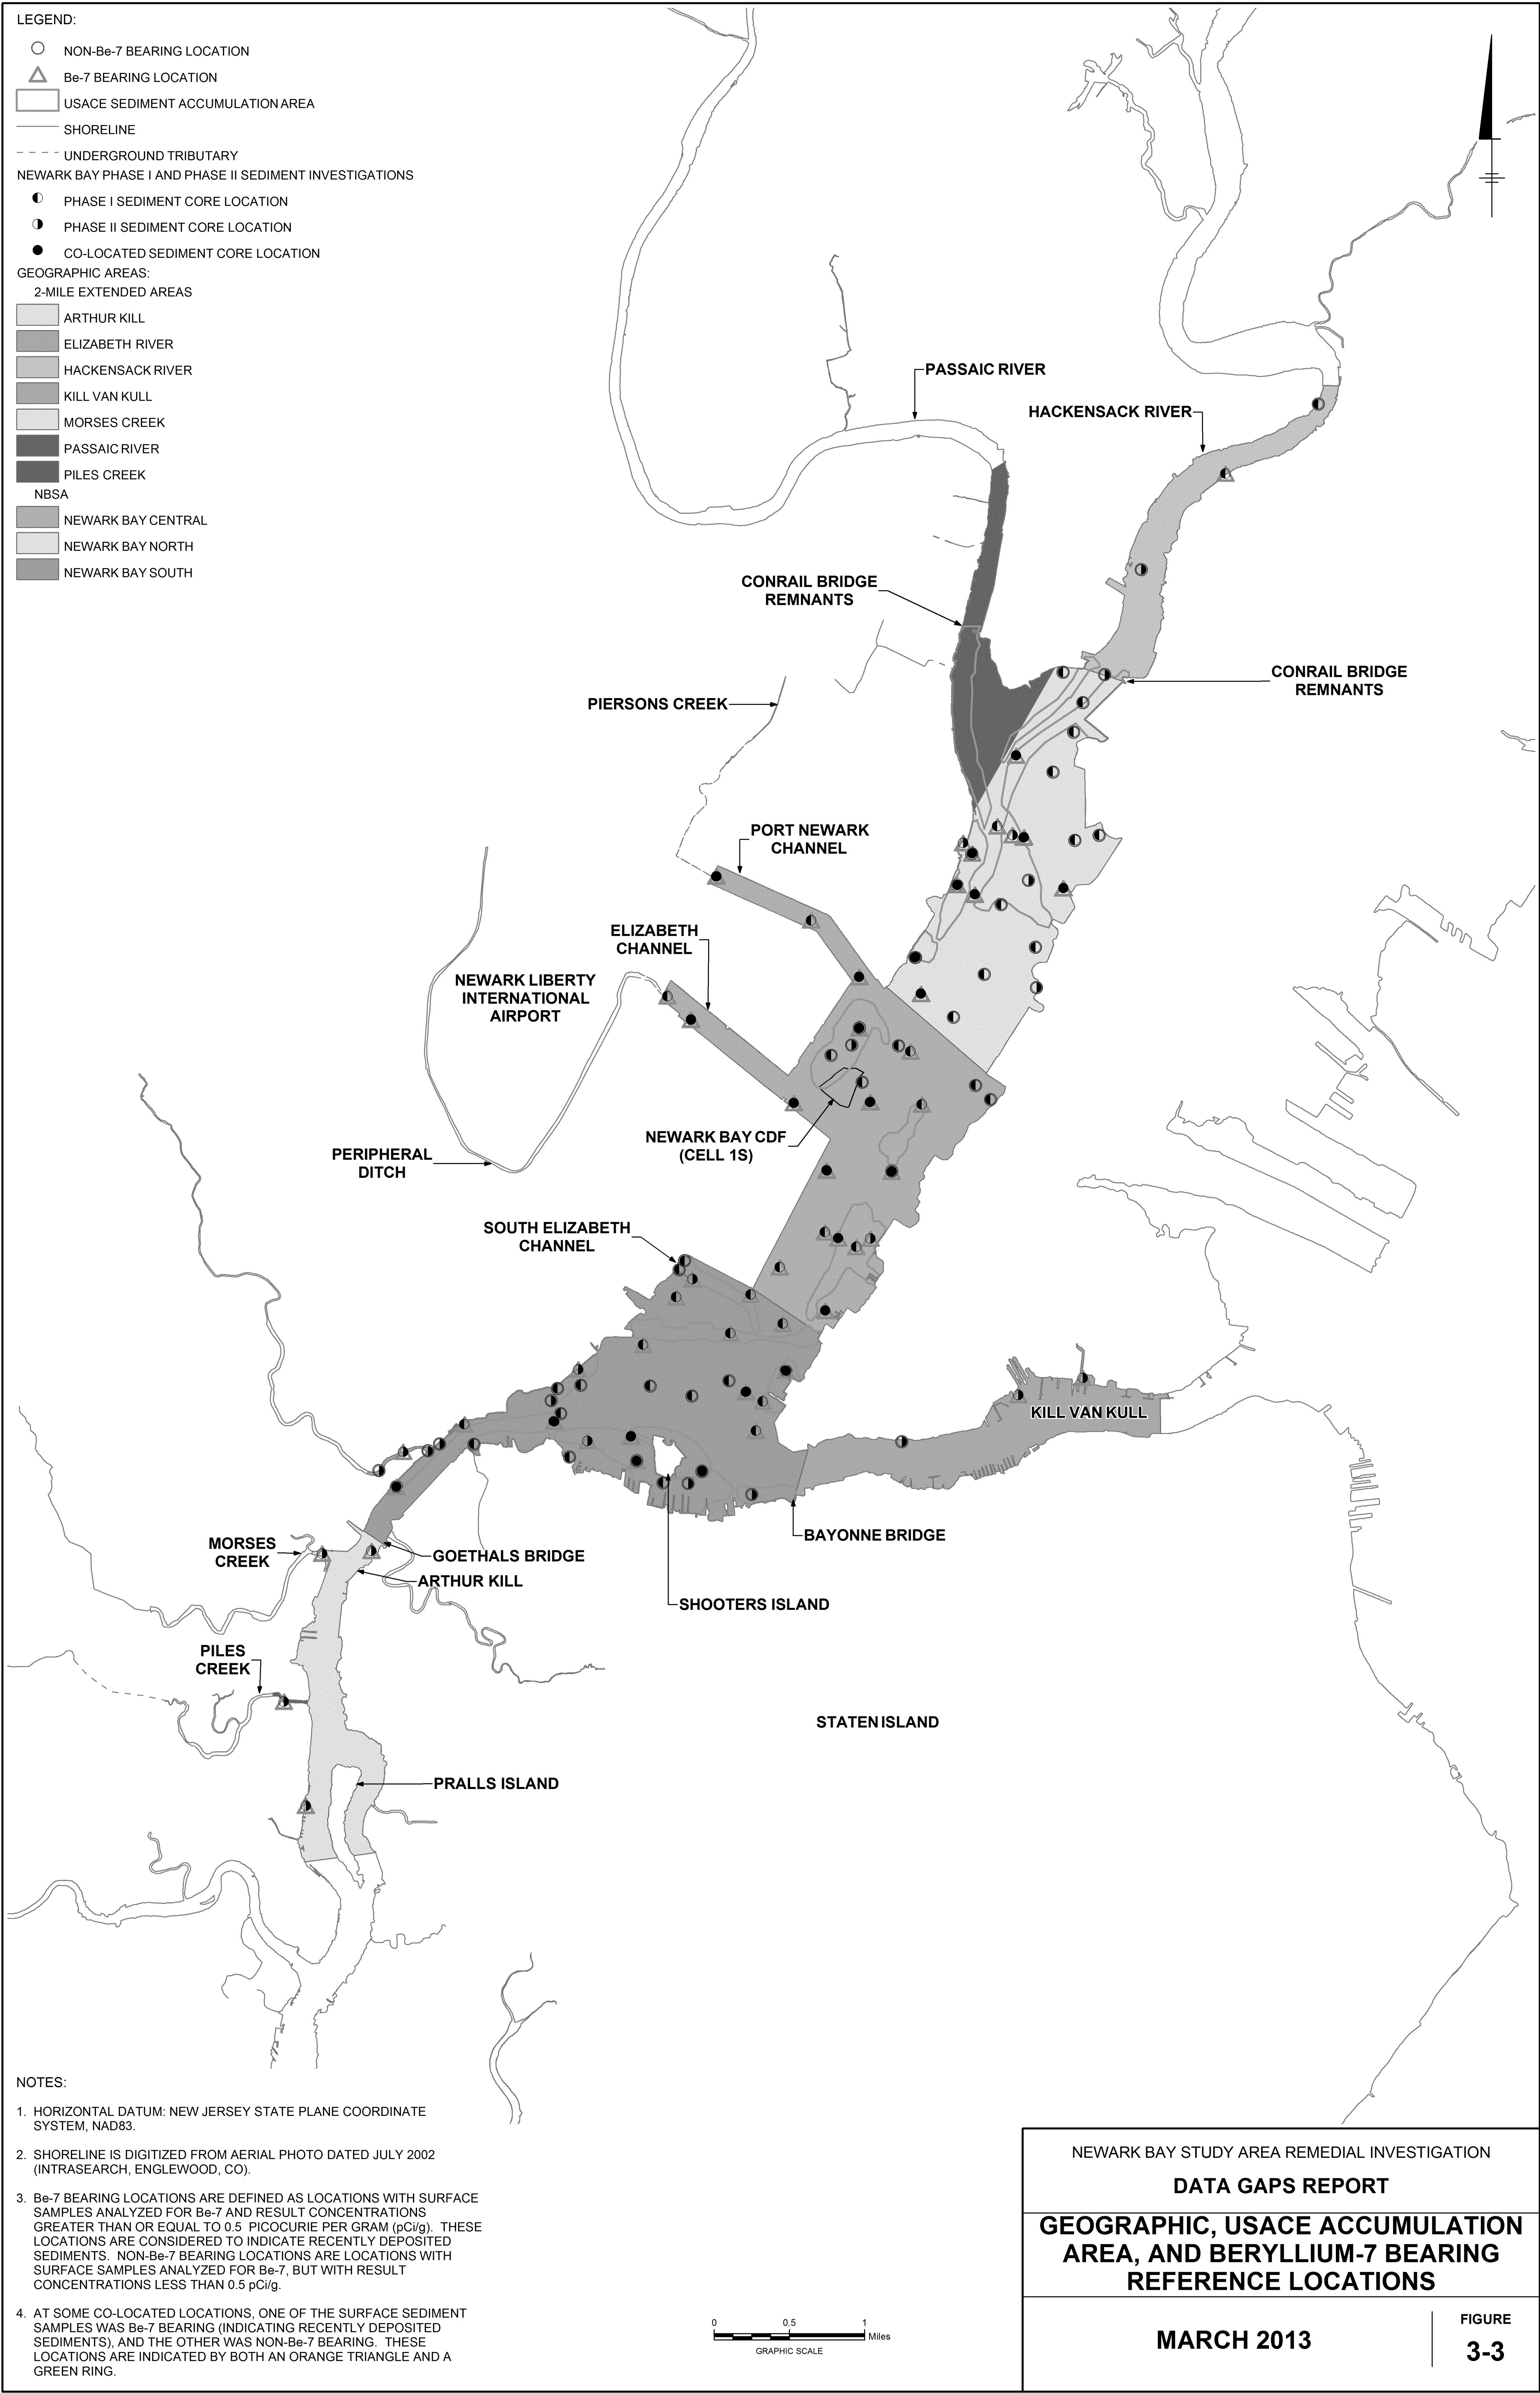 LEGEND:
NON-Be-7 BEARING LOCATION
Be-7 BEARING LOCATION
USACE SEDIMENT ACCUMULATION AREA
SHORELINE
UNDERGROUND TRIBUTARY
NEWARK BAY PHASE I AND PHASE II SEDIMENT INVESTIGATIONS
PHASE I SEDIMENT CORE LOCATION
PHASE II SEDIMENT CORE LOCATION
CO-LOCATED SEDIMENT CORE LOCATION
GEOGRAPHIC AREAS:
2-MILE EXTENDED AREAS
ARTHUR KILL
ELIZABETH RIVER
HACKENSACK RIVER
KILL VAN KULL
MORSES CREEK
PASSAIC RIVER
PILES CREEK
NBSA
NEWARK BAY CENTRAL
NEWARK BAY NORTH
NEWARK BAY SOUTH
PASSAIC RIVER
HACKENSACK RIVER
CONRAIL BRIDGE
REMNANTS
CONRAIL BRIDGE
REMNANTS
PIERSONS CREEK
PORT NEWARK
CHANNEL
ELIZABETH
CHANNEL
NEWARK LIBERTY
INTERNATIONAL
AIRPORT
NEWARK BAY CDF
(CELL 1S)
PERIPHERAL
DITCH
SOUTH ELIZABETH
CHANNEL
KILL VAN KULL
BAYONNE BRIDGE
MORSES
CREEK
GOETHALS BRIDGE
ARTHUR KILL
SHOOTERS ISLAND
PILES
CREEK
STATEN ISLAND
PRALLS ISLAND
NOTES:
1. HORIZONTAL DATUM: NEW JERSEY STATE PLANE COORDINATE
SYSTEM, NAD83.
2. SHORELINE IS DIGITIZED FROM AERIAL PHOTO DATED JULY 2002
(INTRASEARCH, ENGLEWOOD, CO).
3. Be-7 BEARING LOCATIONS ARE DEFINED AS LOCATIONS WITH SURFACE
SAMPLES ANALYZED FOR Be-7 AND RESULT CONCENTRATIONS
GREATER THAN OR EQUAL TO 0.5 PICOCURIE PER GRAM (pCi/g). THESE
LOCATIONS ARE CONSIDERED TO INDICATE RECENTLY DEPOSITED
SEDIMENTS. NON-Be-7 BEARING LOCATIONS ARE LOCATIONS WITH
SURFACE SAMPLES ANALYZED FOR Be-7, BUT WITH RESULT
CONCENTRATIONS LESS THAN 0.5 pCi/g.
4. AT SOME CO-LOCATED LOCATIONS, ONE OF THE SURFACE SEDIMENT
SAMPLES WAS Be-7 BEARING (INDICATING RECENTLY DEPOSITED
SEDIMENTS), AND THE OTHER WAS NON-Be-7 BEARING. THESE
LOCATIONS ARE INDICATED BY BOTH AN ORANGE TRIANGLE AND A
GREEN RING.
0 0.5 1
Miles
GRAPHIC SCALE
NEWARK BAY STUDY AREA REMEDIAL INVESTIGATION
DATA GAPS REPORT
GEOGRAPHIC, USACE ACCUMULATION
AREA, AND BERYLLIUM-7 BEARING
REFERENCE LOCATIONS
MARCH 2013
FIGURE
3-3